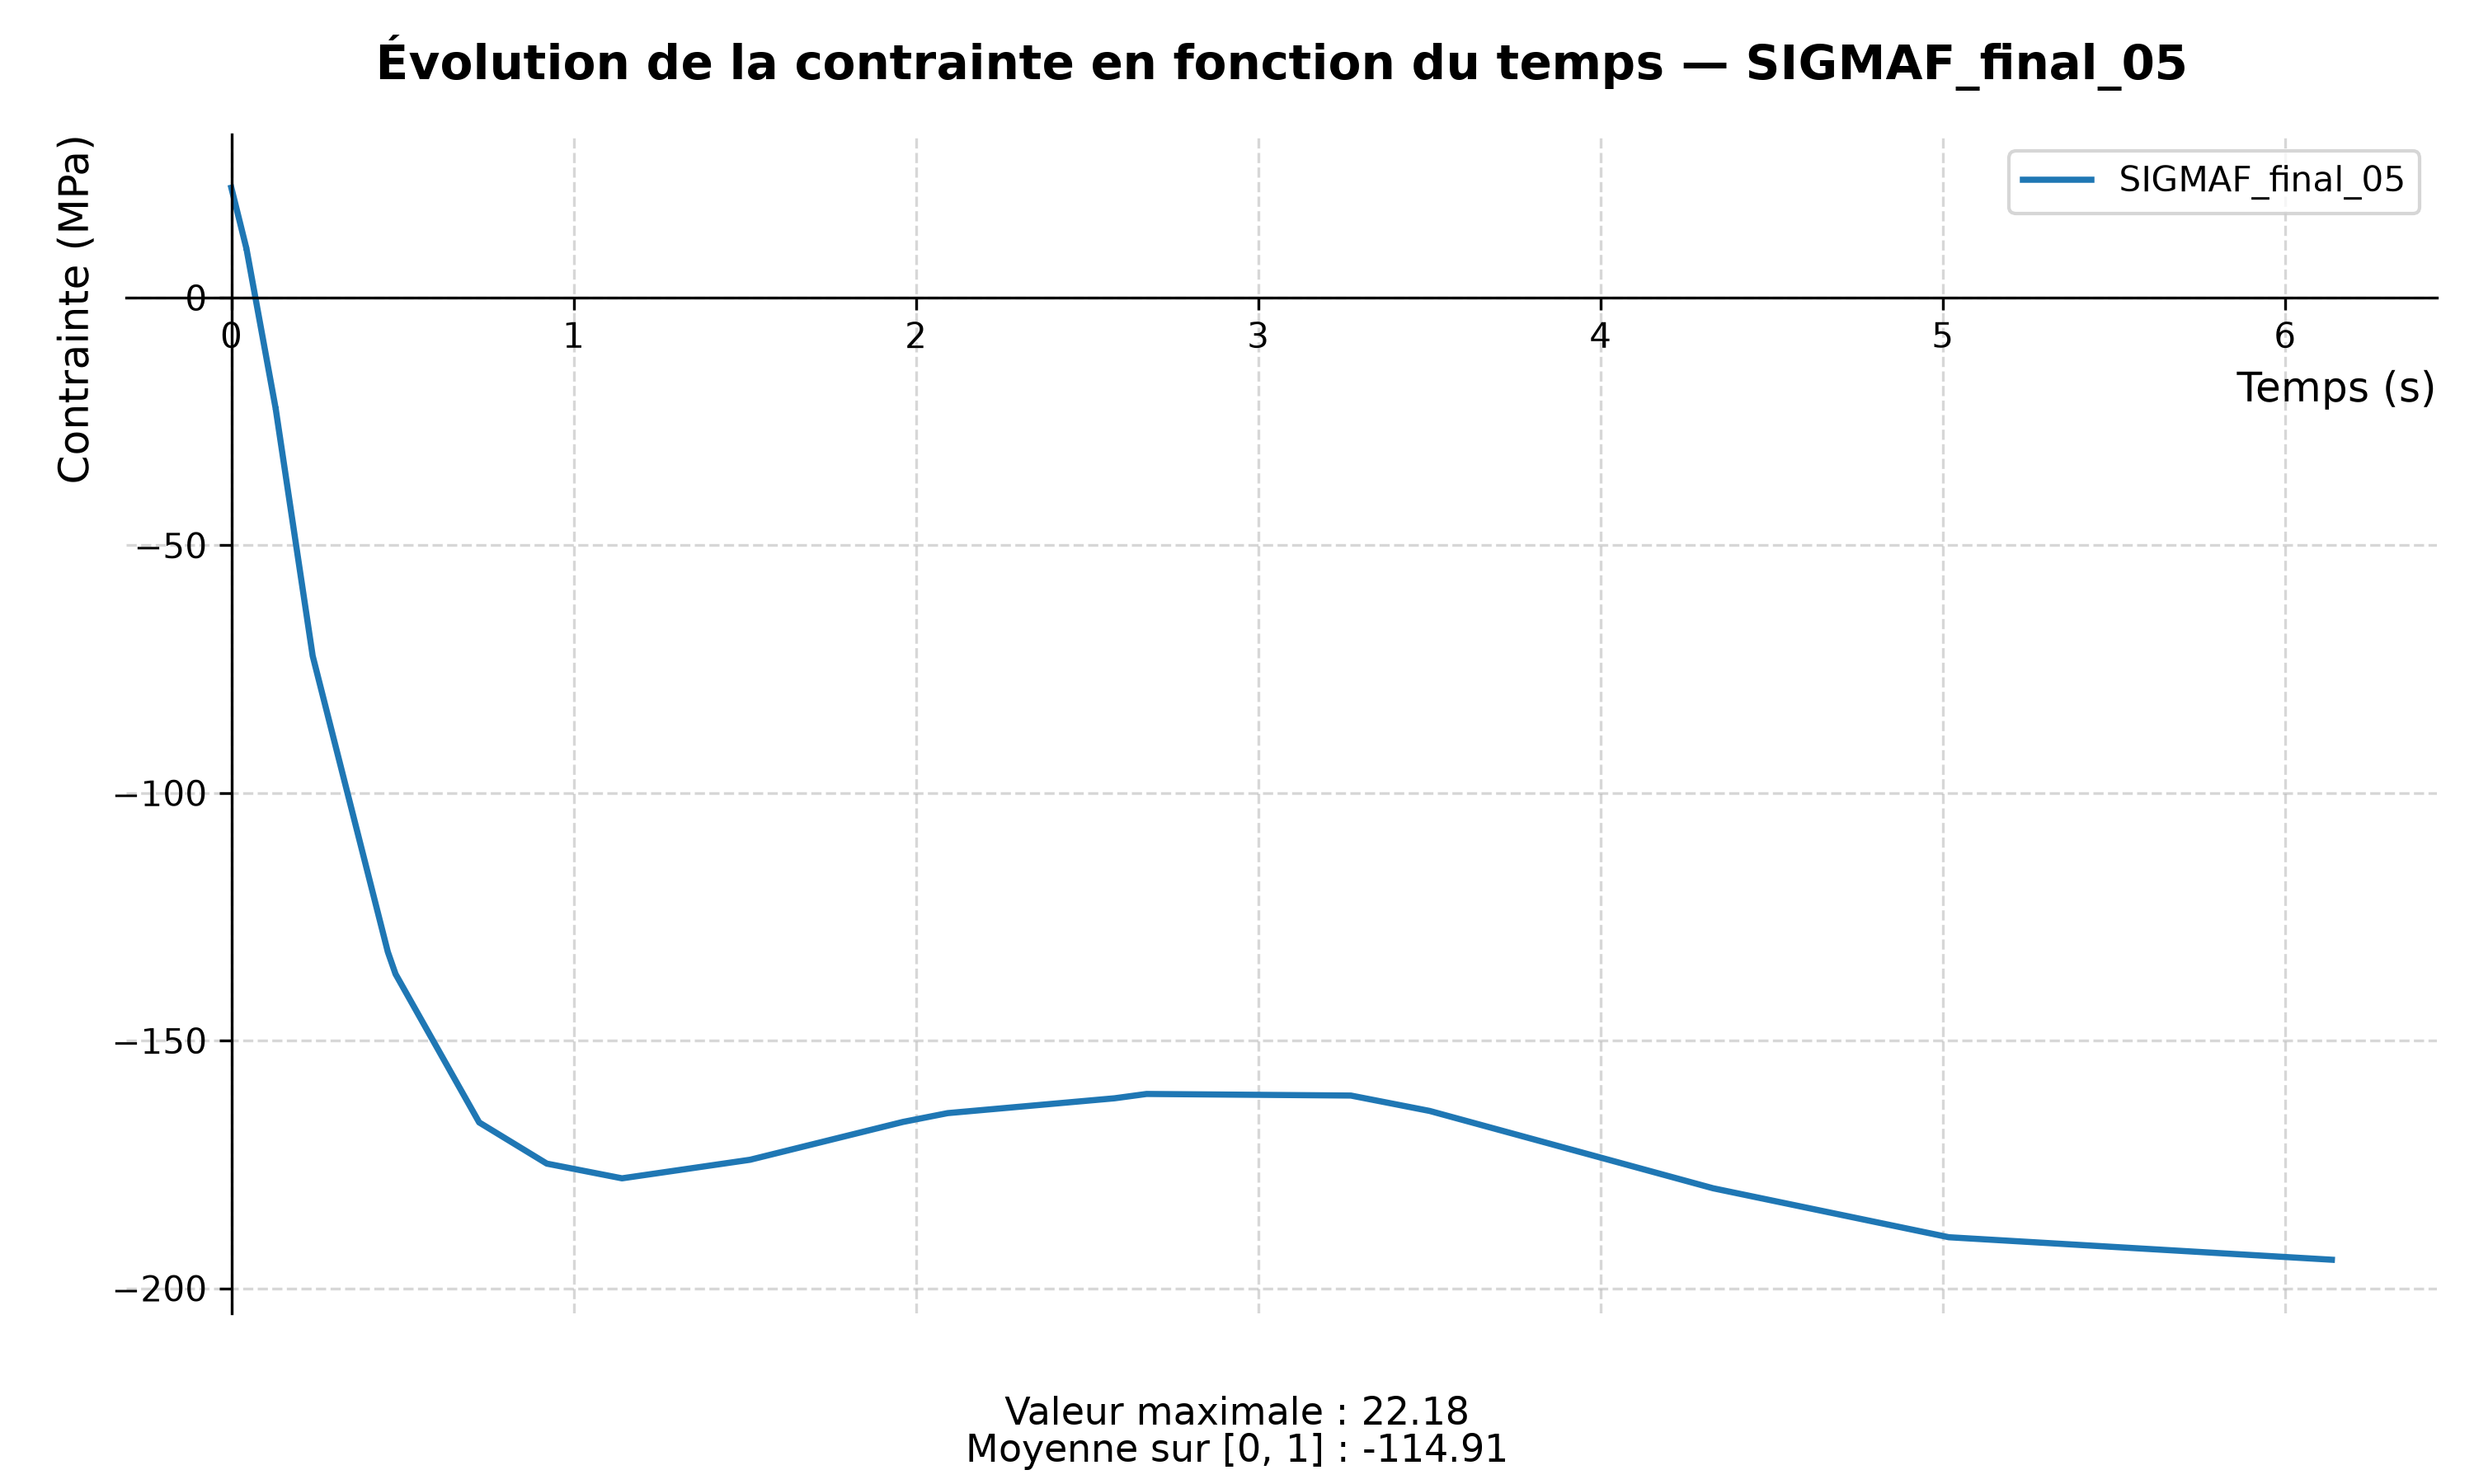 Évolution de la contrainte en fonction du temps — SIGMAF_final_05
Contrainte (MPa)
SIGMAF_final_05
0
0 1 2 3 4 5 6
Temps (s)
−50
−100
−150
−200
Valeur maximale : 22.18
Moyenne sur [0, 1] : -114.91